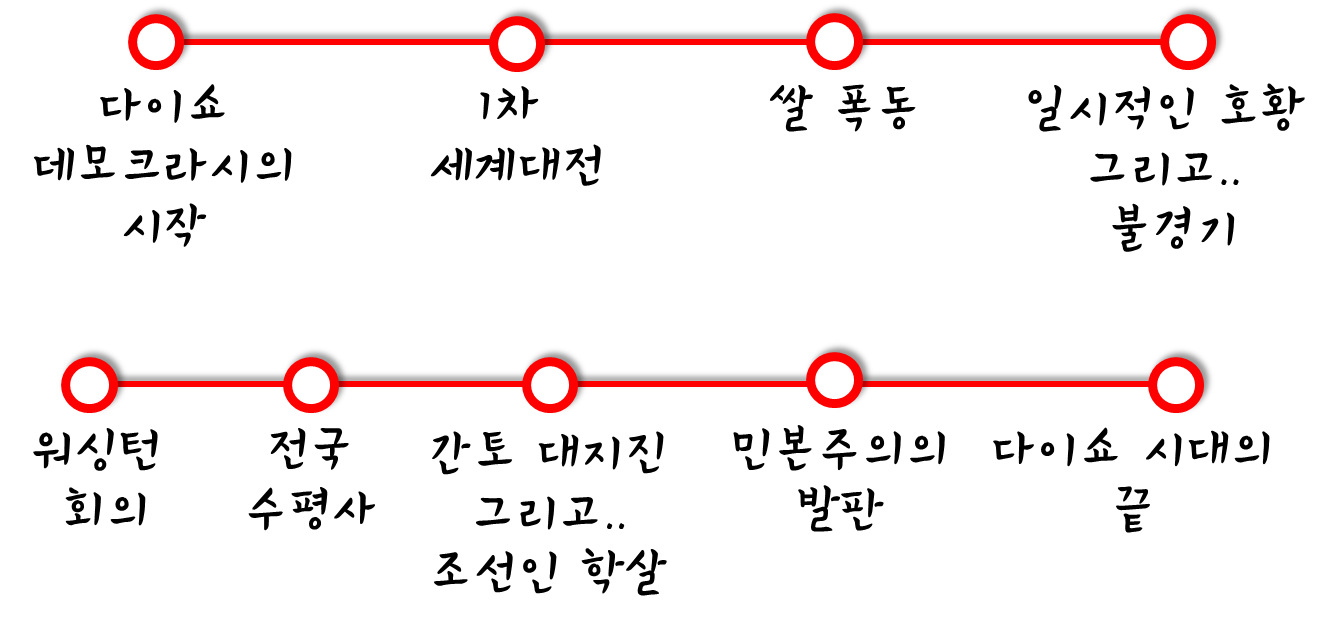 다이쇼
데모크라시의
시작
1차
세계대전
쌀 폭동
일시적인 호황
그리고..
불경기
워싱턴
회의
전국
수평사
간토 대지진
그리고..
조선인 학살
민본주의의
발판
다이쇼 시대의
끝